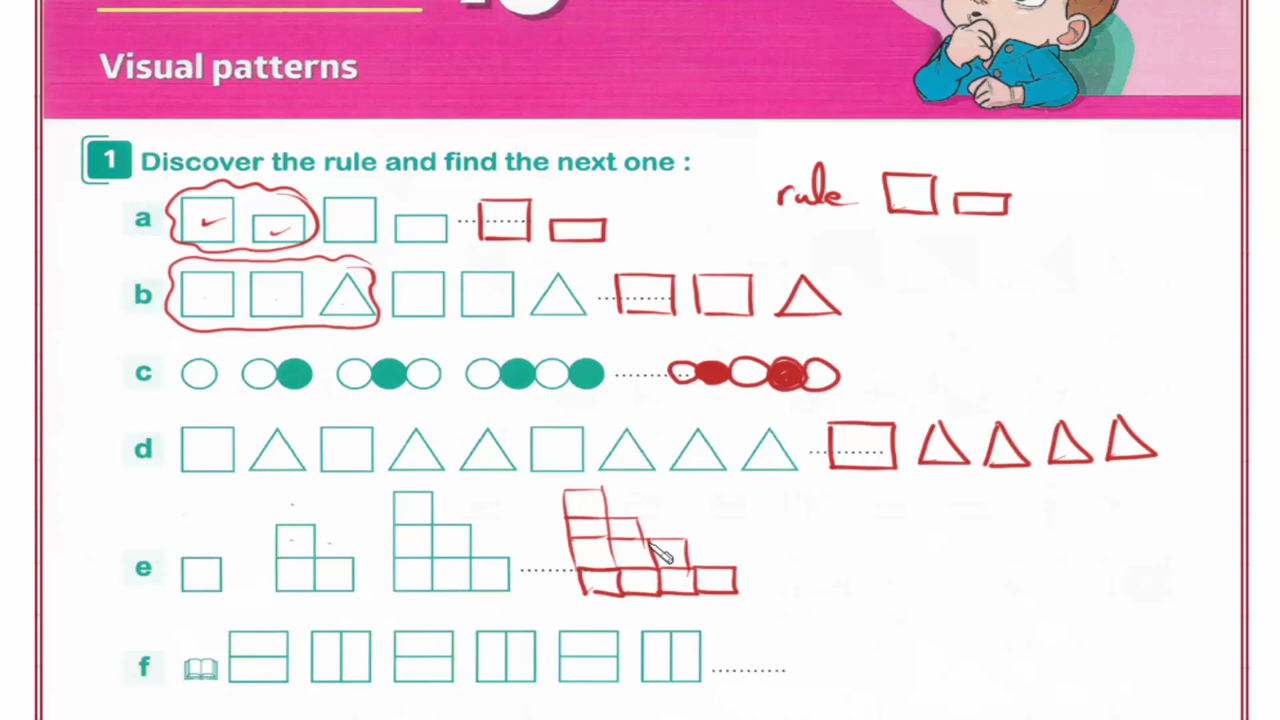 Visual patterns
1 Discover the rule and find the next one :
rule
a
b
c
d
e
f